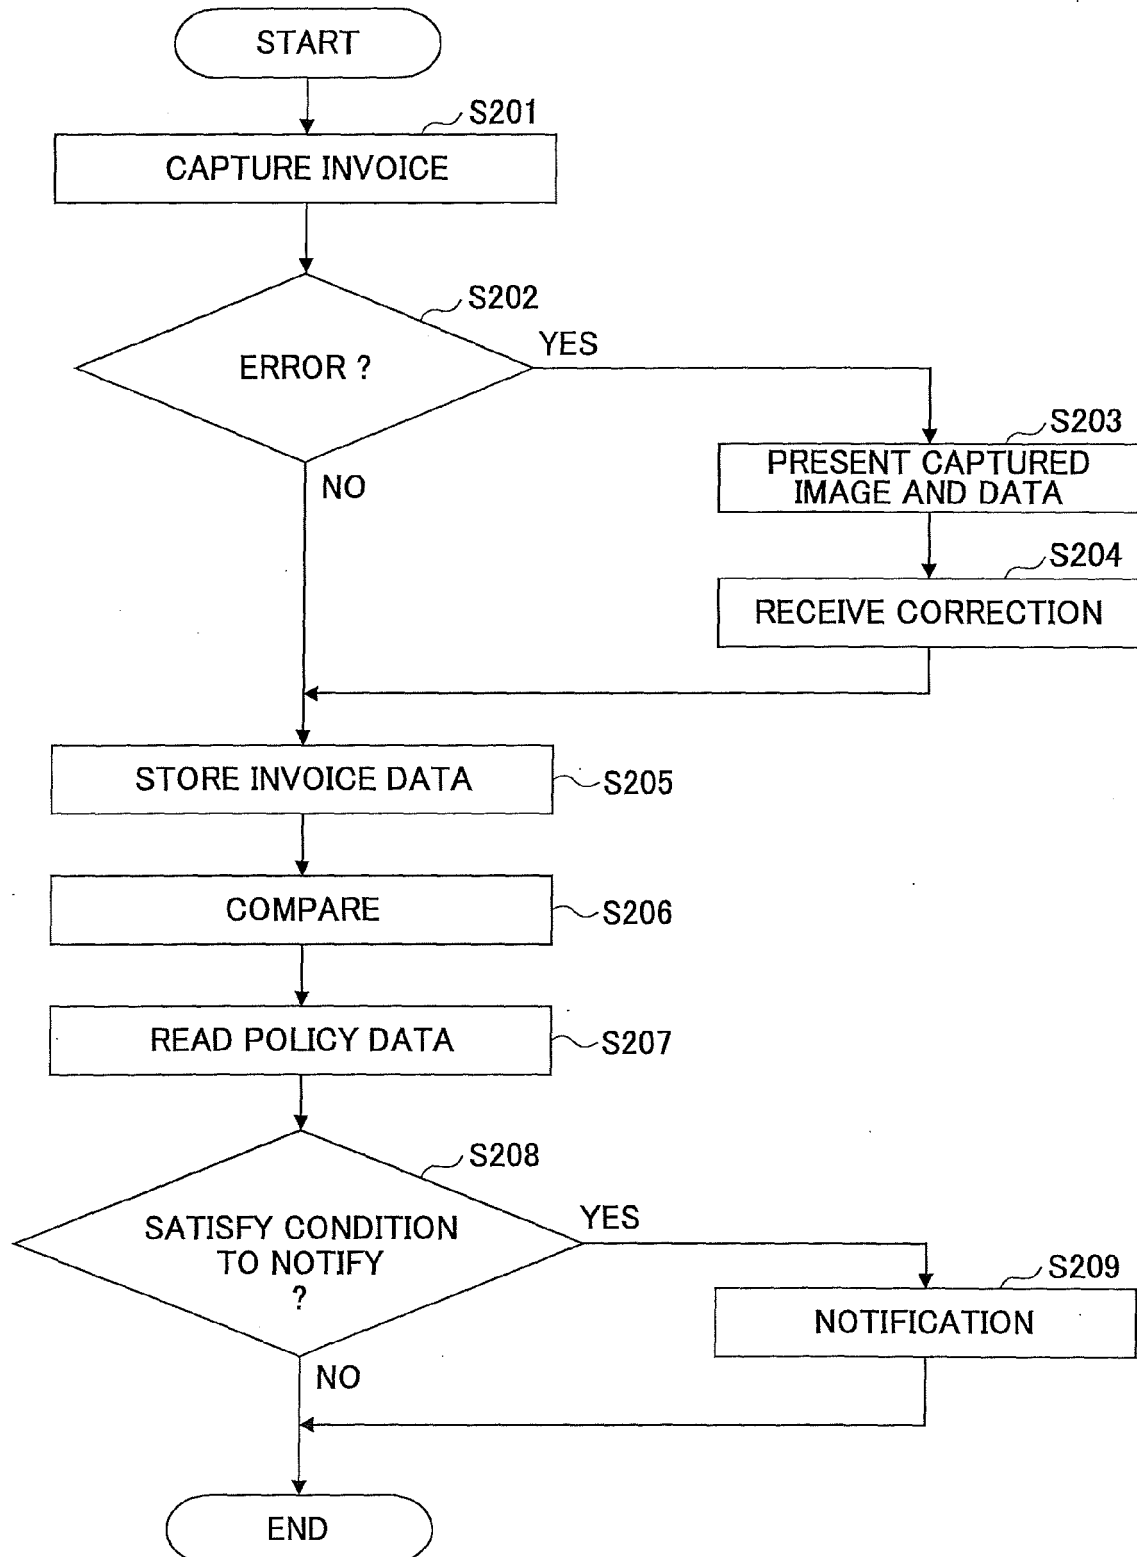 START
S201
CAPTURE INVOICE
S202
ERROR ?
YES
NO
S203
PRESENT CAPTURED
IMAGE AND DATA
S204
RECEIVE CORRECTION
STORE INVOICE DATA
S205
COMPARE
S206
READ POLICY DATA
S207
S208
SATISFY CONDITION
TO NOTIFY
?
YES
NO
S209
NOTIFICATION
END